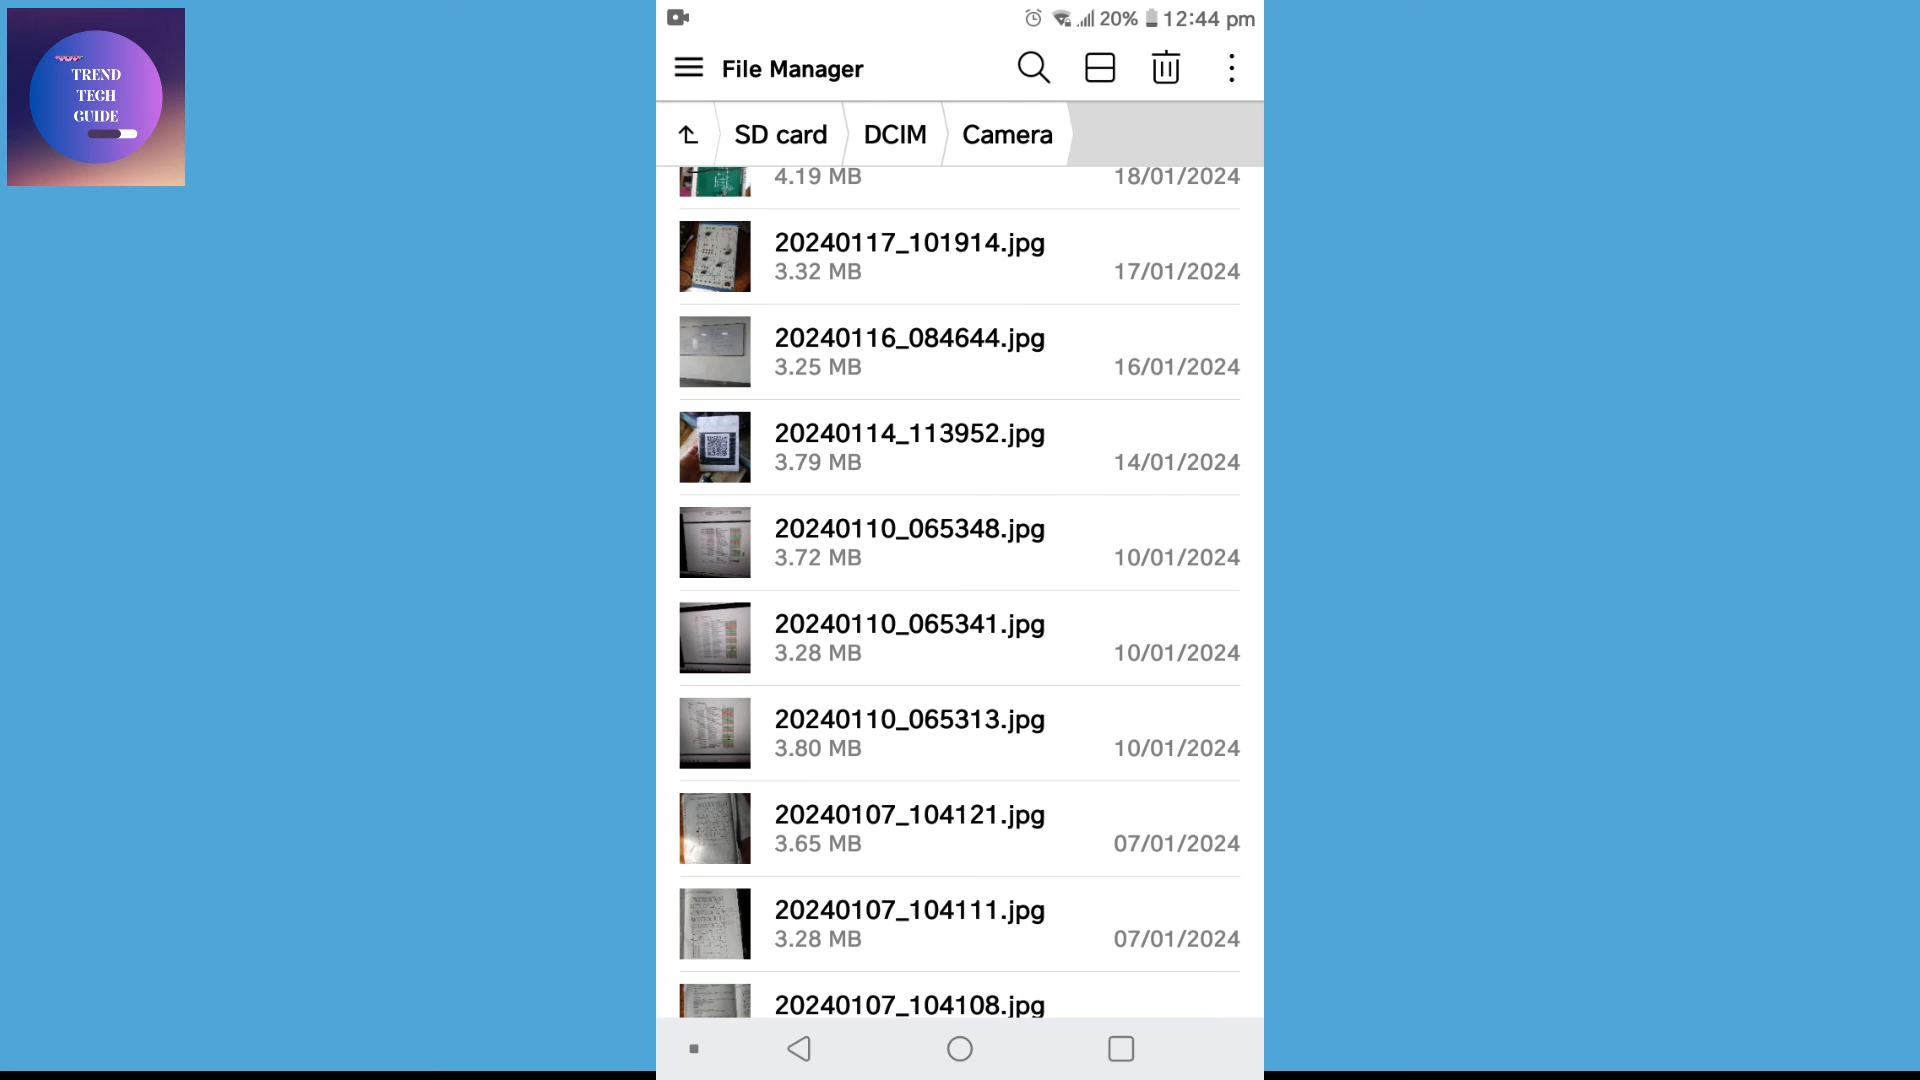 TREND
TECH
GUIDE
20% 12:44 pm
File Manager
SD card DCIM Camera
4.19 MB 18/01/2024
20240117_101914.jpg
3.32 MB 17/01/2024
20240116_084644.jpg
3.25 MB 16/01/2024
20240114_113952.jpg
3.79 MB 14/01/2024
20240110_065348.jpg
3.72 MB 10/01/2024
20240110_065341.jpg
3.28 MB 10/01/2024
20240110_065313.jpg
3.80 MB 10/01/2024
20240107_104121.jpg
3.65 MB 07/01/2024
20240107_104111.jpg
3.28 MB 07/01/2024
20240107_104108.jpg